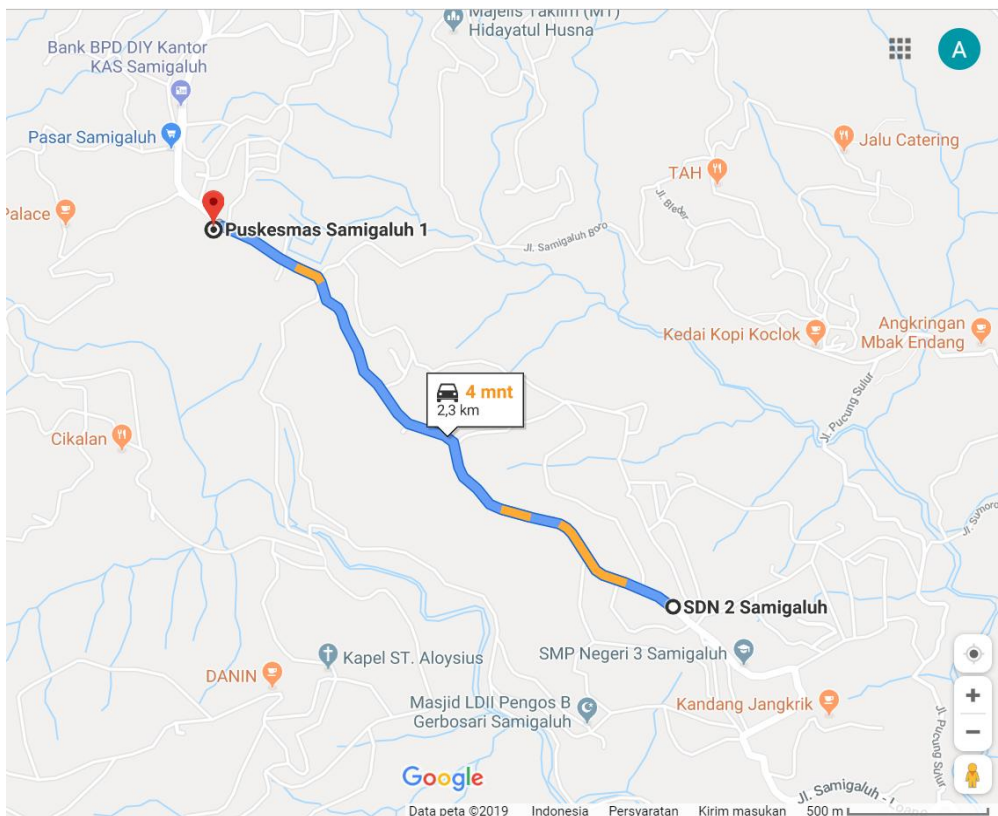 Majelis Taklim (MT)
Hidayatul Husna
A
Bank BPD DIY Kantor
KAS Samigaluh
Pasar Samigaluh
Jalu Catering
TAH
Jl. Bleder
Palace
Puskesmas Samigaluh 1
Jl. Samigaluh Boro
Kedai Kopi Koclok
Angkringan
Mbak Endang
4 mnt
2,3 km
Jl. Pucung Sulur
Cikalan
SDN 2 Samigaluh
SMP Negeri 3 Samigaluh
Kapel ST. Aloysius
DANIN
Masjid LDII Pengos B
Gerbosari Samigaluh
Kandang Jangkrik
Jl. Pucung Sulur
Google
Jl. Samigaluh -
Data peta ©2019 Indonesia Persyaratan Kirim masukan 500 m